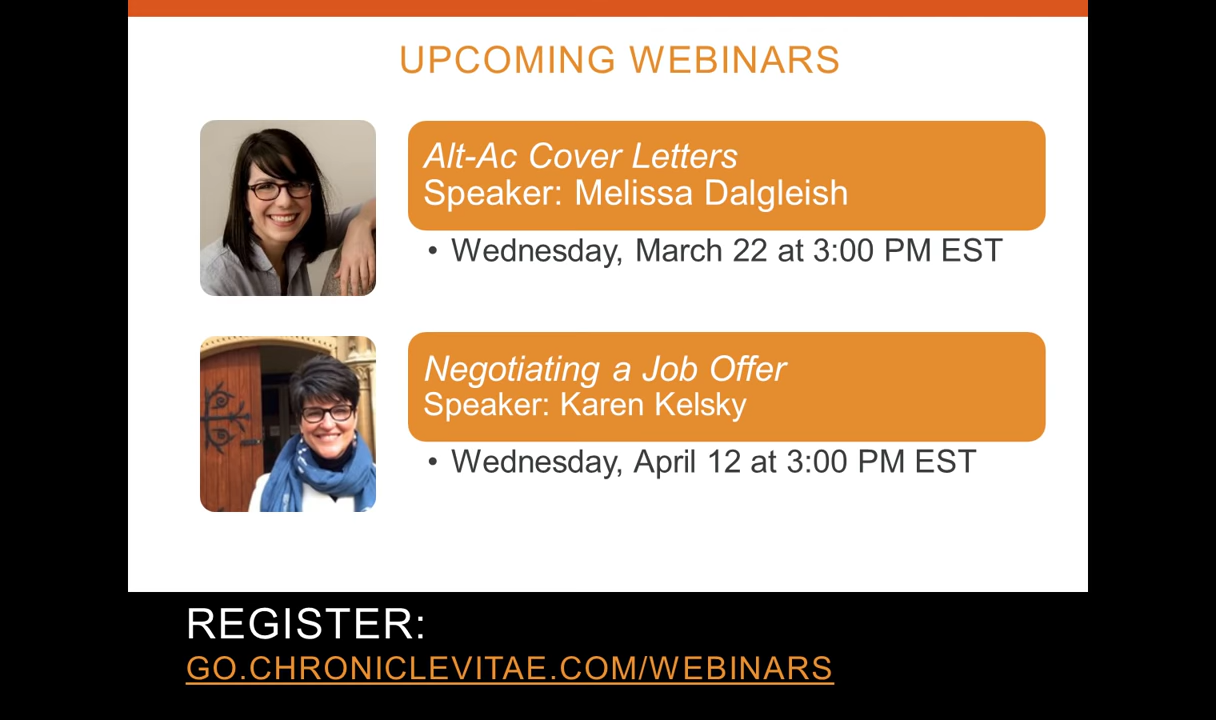 UPCOMING WEBINARS
Alt-Ac Cover Letters
Speaker: Melissa Dalgleish
• Wednesday, March 22 at 3:00 PM EST
Negotiating a Job Offer
Speaker: Karen Kelsky
• Wednesday, April 12 at 3:00 PM EST
REGISTER:
GO.CHRONICLEVITAE.COM/WEBINARS